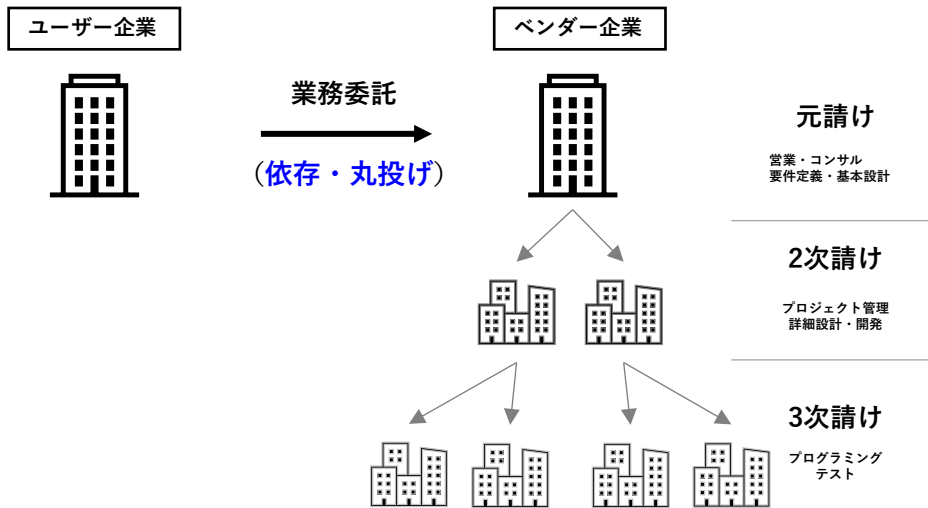 ユーザー企業
ベンダー企業
業務委託
（依存・丸投げ）
元請け
営業・コンサル
要件定義・基本設計
2次請け
プロジェクト管理
詳細設計・開発
3次請け
プログラミング
テスト